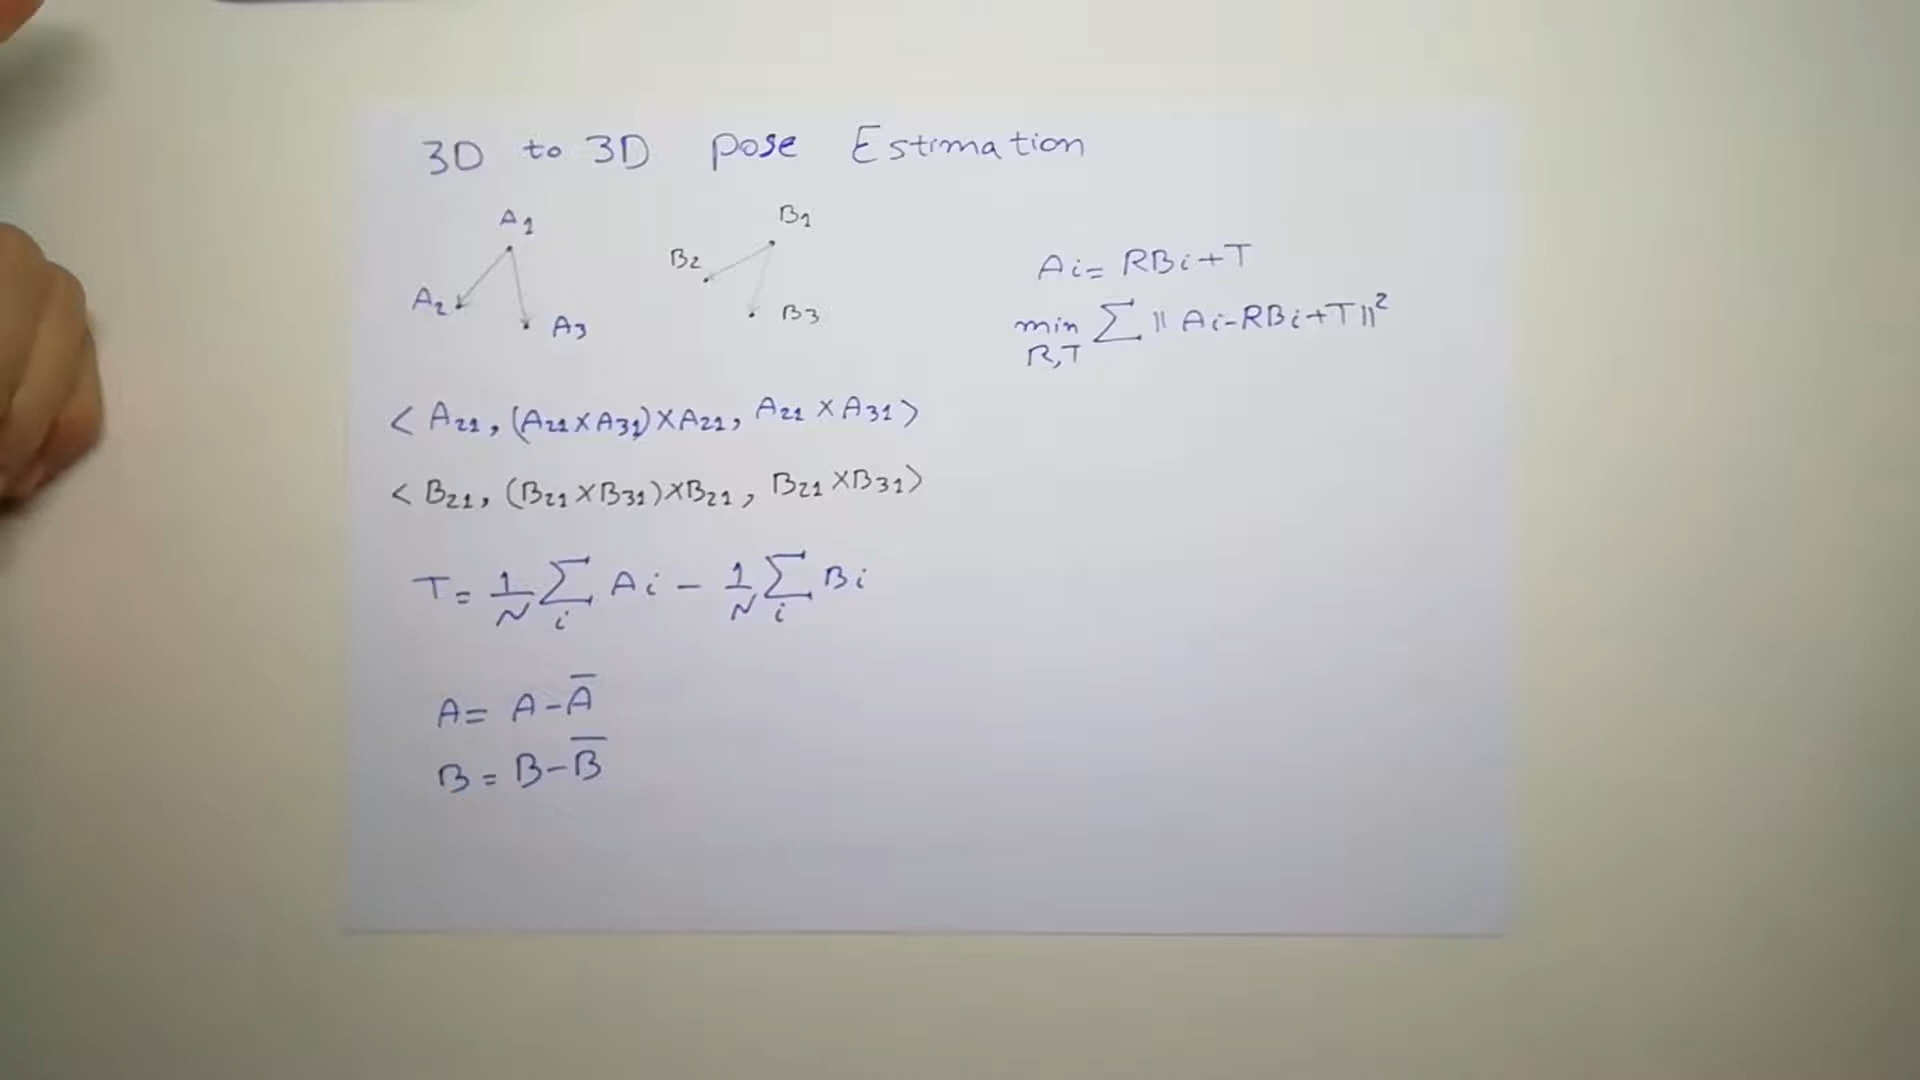 3D to 3D pose Estimation
A1
A2
A3
B1
B2
B3
Ai = RBi+T
min R,T ∑ || Ai-RBi+T ||²
< A21, (A21 X A31) X A21, A21 X A31 >
< B21, (B21 X B31) X B21, B21 X B31 >
T = 1/N ∑i Ai - 1/N ∑i Bi
A = A - A̅
B = B - B̅